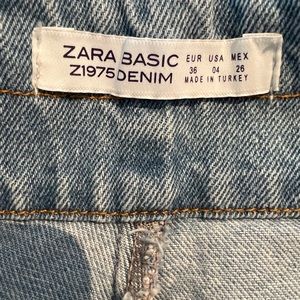 ZARA BASIC
Z1975DENIM
EUR USA MEX
36 04 26
MADE IN TURKEY